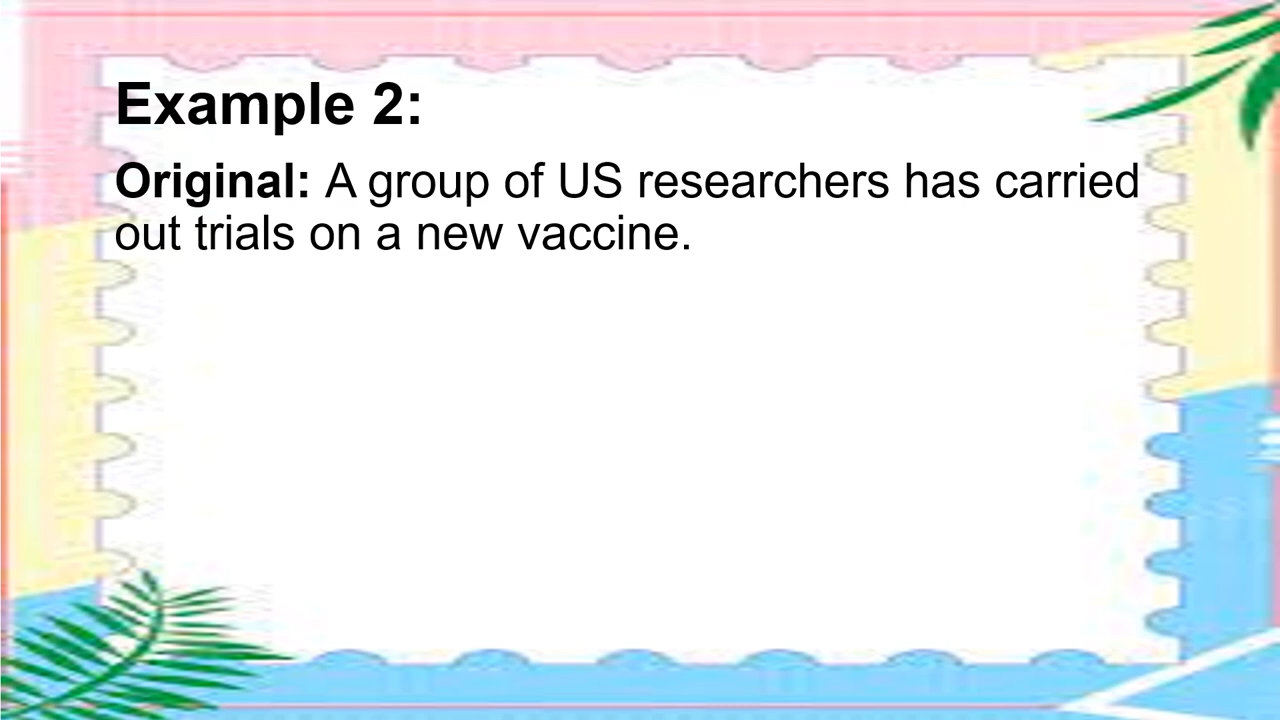 Example 2:
Original: A group of US researchers has carried
out trials on a new vaccine.